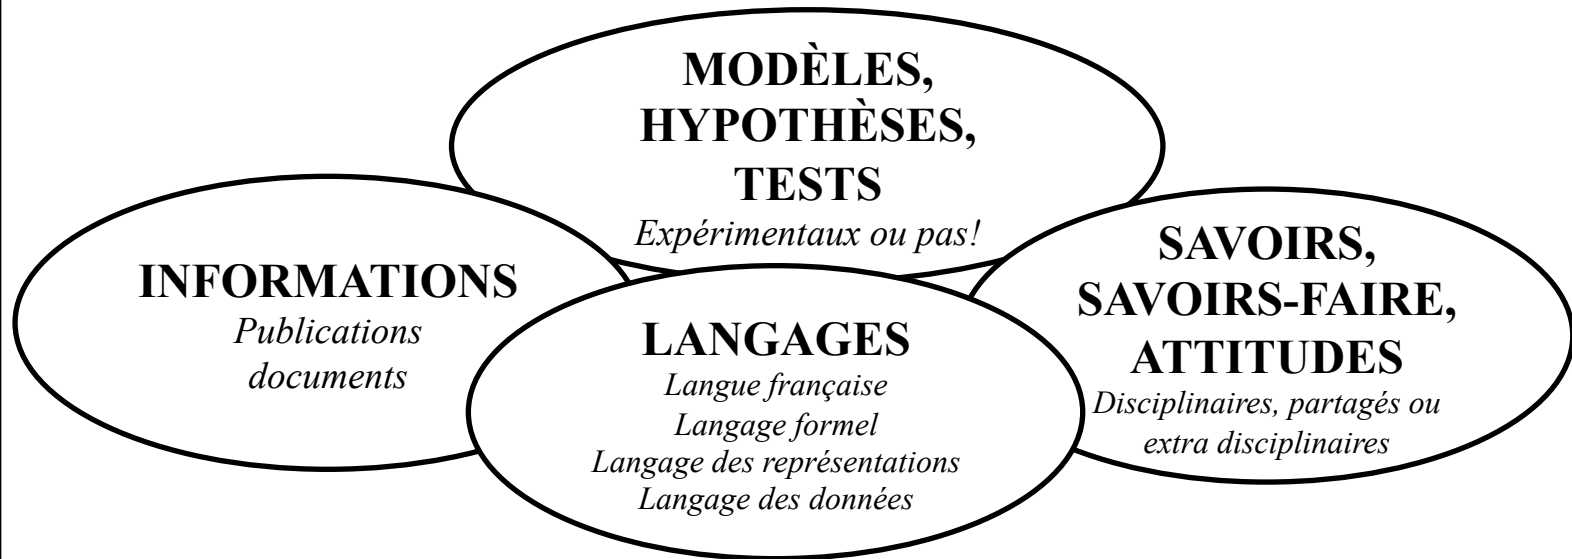 MODÈLES,
HYPOTHÈSES,
TESTS
Expérimentaux ou pas!
INFORMATIONS
Publications
documents
LANGAGES
Langue française
Langage formel
Langage des représentations
Langage des données
SAVOIRS,
SAVOIRS-FAIRE,
ATTITUDES
Disciplinaires, partagés ou
extra disciplinaires